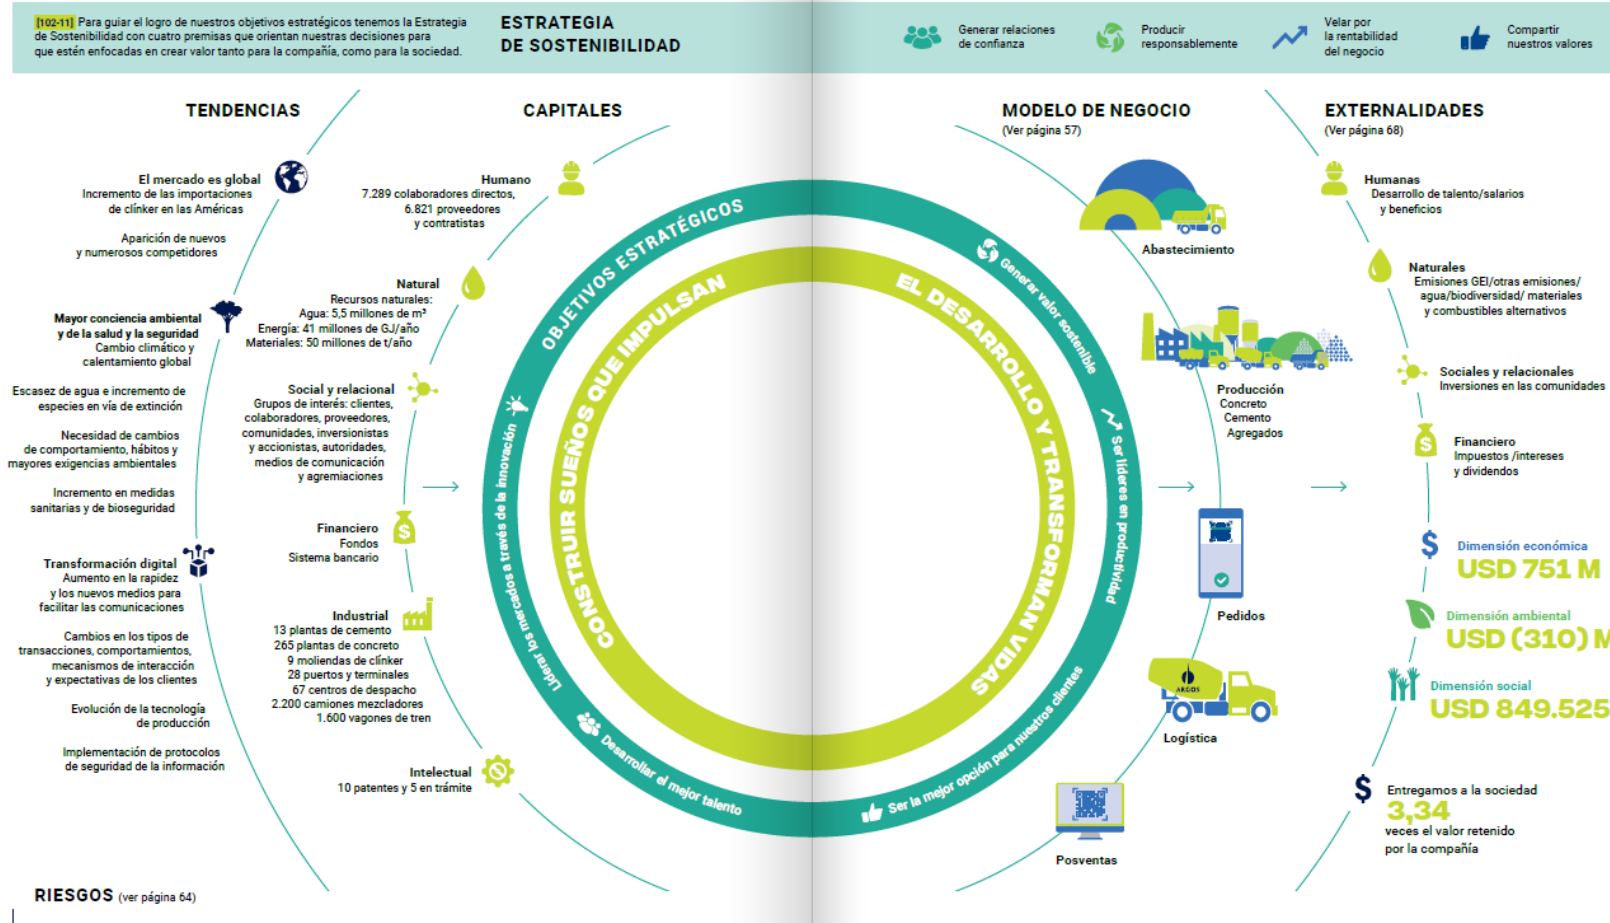 [102-11] Para guiar el logro de nuestros objetivos estratégicos tenemos la Estrategia
de Sostenibilidad con cuatro premisas que orientan nuestras decisiones para
que estén enfocadas en crear valor tanto para la compañía, como para la sociedad.
ESTRATEGIA
DE SOSTENIBILIDAD
Generar relaciones
de confianza
Producir
responsablemente
Velar por
la rentabilidad
del negocio
Compartir
nuestros valores
TENDENCIAS
El mercado es global
Incremento de las importaciones
de clínker en las Américas
Aparición de nuevos
y numerosos competidores
Mayor conciencia ambiental
y de la salud y la seguridad
Cambio climático y
calentamiento global
Escasez de agua e incremento de
especies en vía de extinción
Necesidad de cambios
de comportamiento, hábitos y
mayores exigencias ambientales
Incremento en medidas
sanitarias y de bioseguridad
Transformación digital
Aumento en la rapidez
y los nuevos medios para
facilitar las comunicaciones
Cambios en los tipos de
transacciones, comportamientos,
mecanismos de interacción
y expectativas de los clientes
Evolución de la tecnología
de producción
Implementación de protocolos
de seguridad de la información
RIESGOS (ver página 64)
CAPITALES
Humano
7.289 colaboradores directos,
6.821 proveedores
y contratistas
Natural
Recursos naturales:
Agua: 5,5 millones de m³
Energía: 41 millones de GJ/año
Materiales: 50 millones de t/año
Social y relacional
Grupos de interés: clientes,
colaboradores, proveedores,
comunidades, inversionistas
y accionistas, autoridades,
medios de comunicación
y agremiaciones
Financiero
Fondos
Sistema bancario
Industrial
13 plantas de cemento
265 plantas de concreto
9 moliendas de clínker
28 puertos y terminales
67 centros de despacho
2.200 camiones mezcladores
1.600 vagones de tren
Intelectual
10 patentes y 5 en trámite
OBJETIVOS ESTRATÉGICOS
Generar valor sostenible
Ser líderes en productividad
Ser la mejor opción para nuestros clientes
Desarrollar el mejor talento
Liderar los mercados a través de la innovación
CONSTRUIR SUEÑOS QUE IMPULSAN
EL DESARROLLO Y TRANSFORMAN VIDAS
MODELO DE NEGOCIO
(Ver página 57)
Abastecimiento
Producción
Concreto
Cemento
Agregados
Pedidos
ARGOS
Logística
Posventas
EXTERNALIDADES
(Ver página 68)
Humanas
Desarrollo de talento/salarios
y beneficios
Naturales
Emisiones GEI/otras emisiones/
agua/biodiversidad/ materiales
y combustibles alternativos
Sociales y relacionales
Inversiones en las comunidades
Financiero
Impuestos /intereses
y dividendos
Dimensión económica
USD 751 M
Dimensión ambiental
USD (310) M
Dimensión social
USD 849.525
Entregamos a la sociedad
3,34
veces el valor retenido
por la compañía